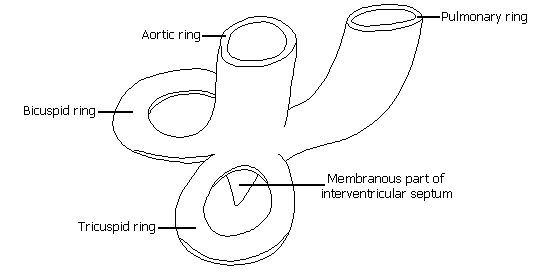 Pulmonary ring
Aortic ring
Bicuspid ring
Membranous part of
interventricular septum
Tricuspid ring